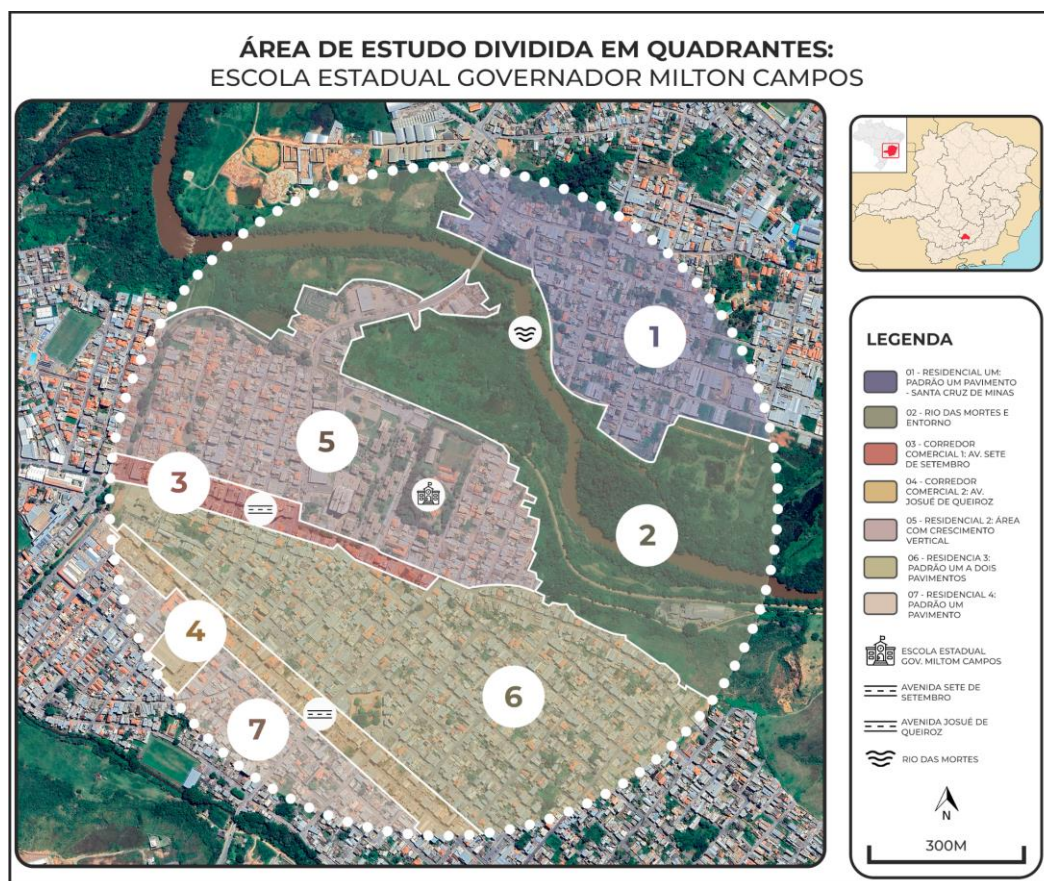 ÁREA DE ESTUDO DIVIDIDA EM QUADRANTES:
ESCOLA ESTADUAL GOVERNADOR MILTON CAMPOS
1
5
3
2
4
6
7
LEGENDA
01 - RESIDENCIAL UM:
PADRÃO UM PAVIMENTO
- SANTA CRUZ DE MINAS
02 - RIO DAS MORTES E
ENTORNO
03 - CORREDOR
COMERCIAL 1: AV. SETE
DE SETEMBRO
04 - CORREDOR
COMERCIAL 2: AV.
JOSUÉ DE QUEIROZ
05 - RESIDENCIAL 2: ÁREA
COM CRESCIMENTO
VERTICAL
06 - RESIDENCIA 3:
PADRÃO UM A DOIS
PAVIMENTOS
07 - RESIDENCIAL 4:
PADRÃO UM
PAVIMENTO
ESCOLA ESTADUAL
GOV. MILTOM CAMPOS
AVENIDA SETE DE
SETEMBRO
AVENIDA JOSUÉ DE
QUEIROZ
RIO DAS MORTES
N
300M